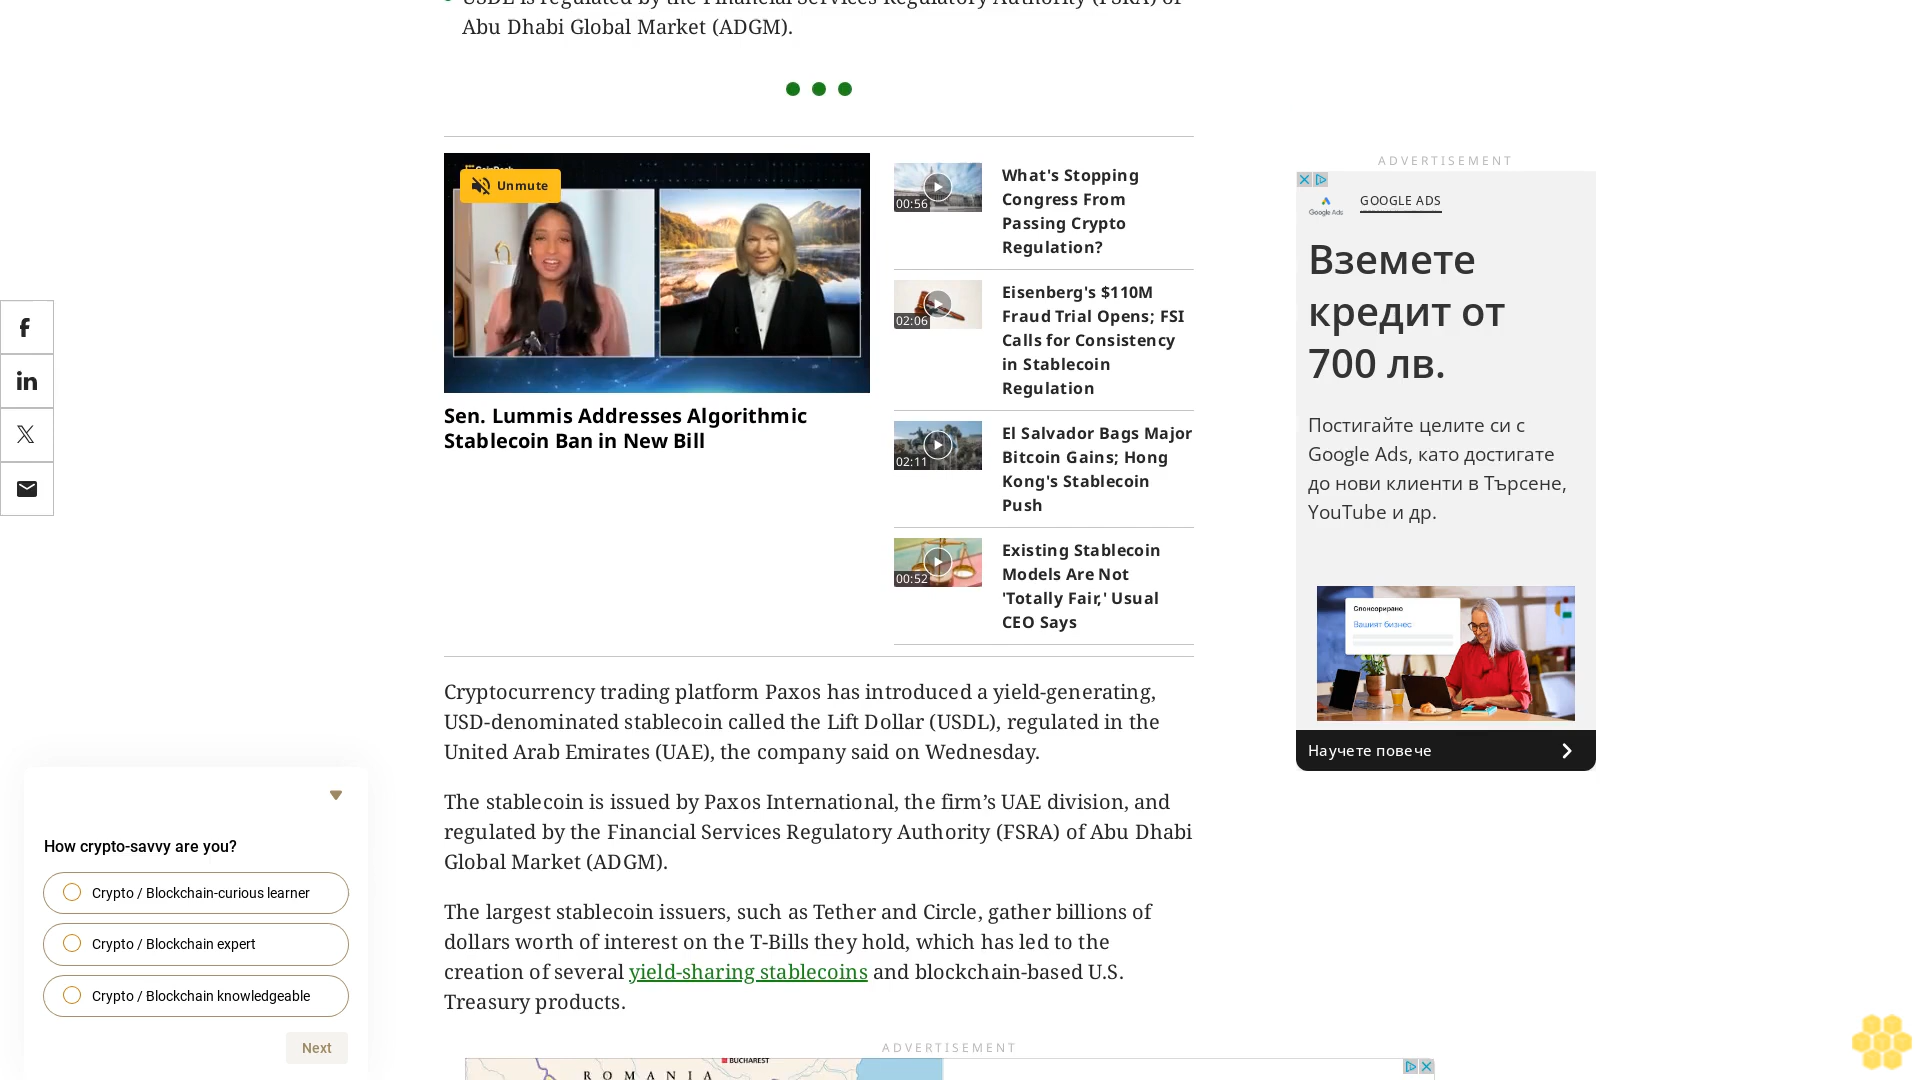 Abu Dhabi Global Market (ADGM).
Unmute
Sen. Lummis Addresses Algorithmic
Stablecoin Ban in New Bill
00:56
What's Stopping
Congress From
Passing Crypto
Regulation?
02:06
Eisenberg's $110M
Fraud Trial Opens; FSI
Calls for Consistency
in Stablecoin
Regulation
02:11
El Salvador Bags Major
Bitcoin Gains; Hong
Kong's Stablecoin
Push
00:52
Existing Stablecoin
Models Are Not
'Totally Fair,' Usual
CEO Says
Cryptocurrency trading platform Paxos has introduced a yield-generating,
USD-denominated stablecoin called the Lift Dollar (USDL), regulated in the
United Arab Emirates (UAE), the company said on Wednesday.
The stablecoin is issued by Paxos International, the firm’s UAE division, and
regulated by the Financial Services Regulatory Authority (FSRA) of Abu Dhabi
Global Market (ADGM).
The largest stablecoin issuers, such as Tether and Circle, gather billions of
dollars worth of interest on the T-Bills they hold, which has led to the
creation of several yield-sharing stablecoins and blockchain-based U.S.
Treasury products.
ADVERTISEMENT
BUCHAREST
ROMANIA
ADVERTISEMENT
Google Ads
GOOGLE ADS
Вземете
кредит от
700 лв.
Постигайте целите си с
Google Ads, като достигате
до нови клиенти в Търсене,
YouTube и др.
Спонсорирано
Вашият бизнес
Научете повече
How crypto-savvy are you?
Crypto / Blockchain-curious learner
Crypto / Blockchain expert
Crypto / Blockchain knowledgeable
Next